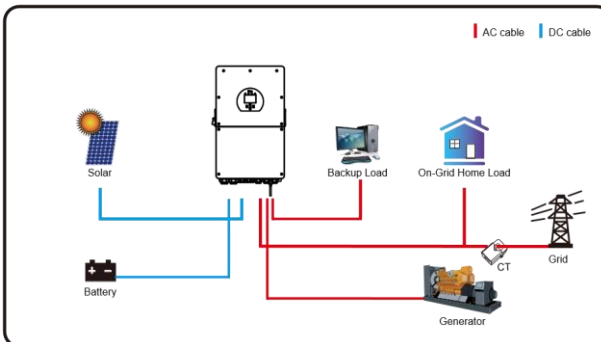 AC cable
DC cable
Solar
Backup Load
On-Grid Home Load
CT
Grid
Battery
Generator